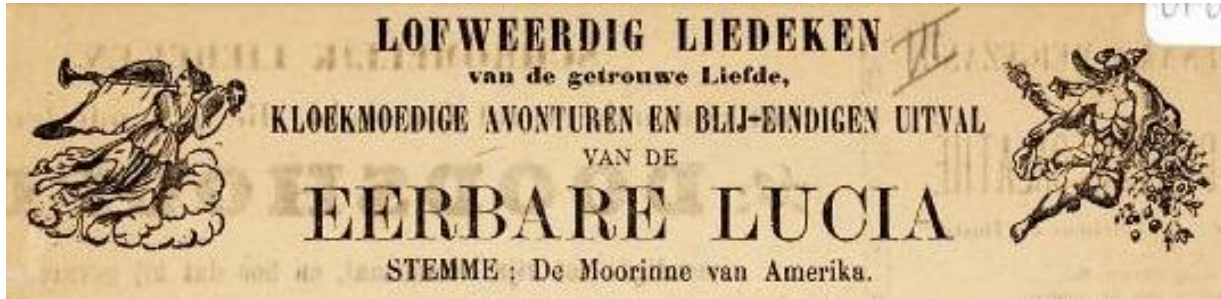 LOFWEERDIG LIEDEKEN
van de getrouwe Liefde,
KLOEKMOEDIGE AVONTUREN EN BLIJ-EINDIGEN UITVAL
VAN DE
EERBARE LUCIA
STEMME : De Moorinne van Amerika.